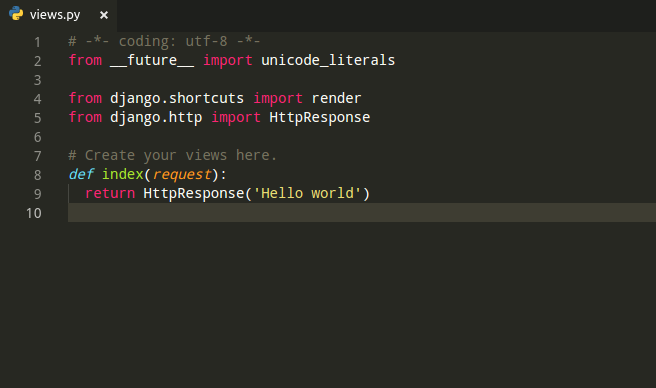 views.py ×
1 # -*- coding: utf-8 -*-
2 from __future__ import unicode_literals
3
4 from django.shortcuts import render
5 from django.http import HttpResponse
6
7 # Create your views here.
8 def index(request):
9   return HttpResponse('Hello world')
10